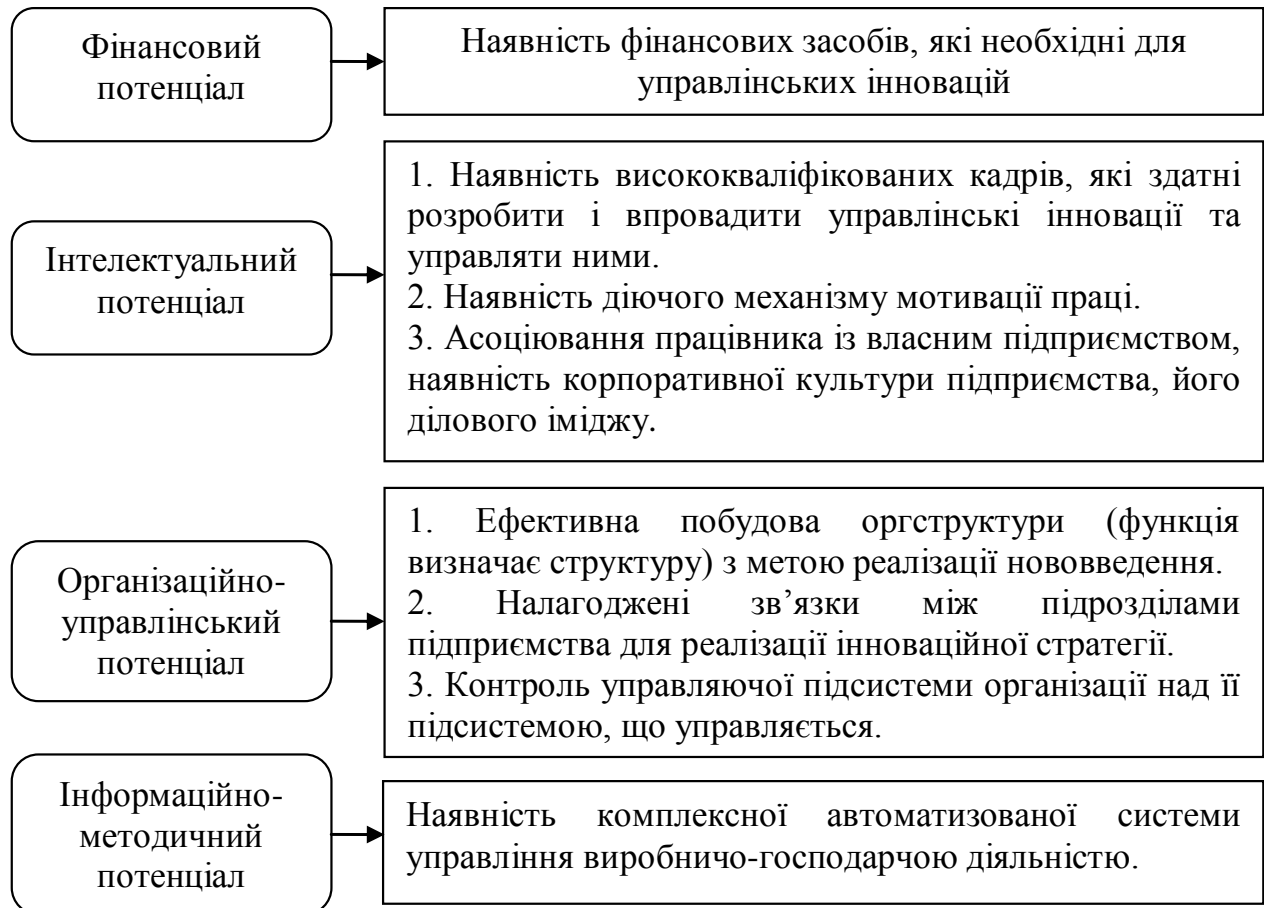 Фінансовий
потенціал
Наявність фінансових засобів, які необхідні для
управлінських інновацій
Інтелектуальний
потенціал
1. Наявність висококваліфікованих кадрів, які здатні
розробити і впровадити управлінські інновації та
управляти ними.
2. Наявність діючого механізму мотивації праці.
3. Асоціювання працівника із власним підприємством,
наявність корпоративної культури підприємства, його
ділового іміджу.
Організаційно-
управлінський
потенціал
1. Ефективна побудова оргструктури (функція
визначає структуру) з метою реалізації нововведення.
2. Налагоджені зв’язки між підрозділами
підприємства для реалізації інноваційної стратегії.
3. Контроль управляючої підсистеми організації над її
підсистемою, що управляється.
Інформаційно-
методичний
потенціал
Наявність комплексної автоматизованої системи
управління виробничо-господарчою діяльністю.